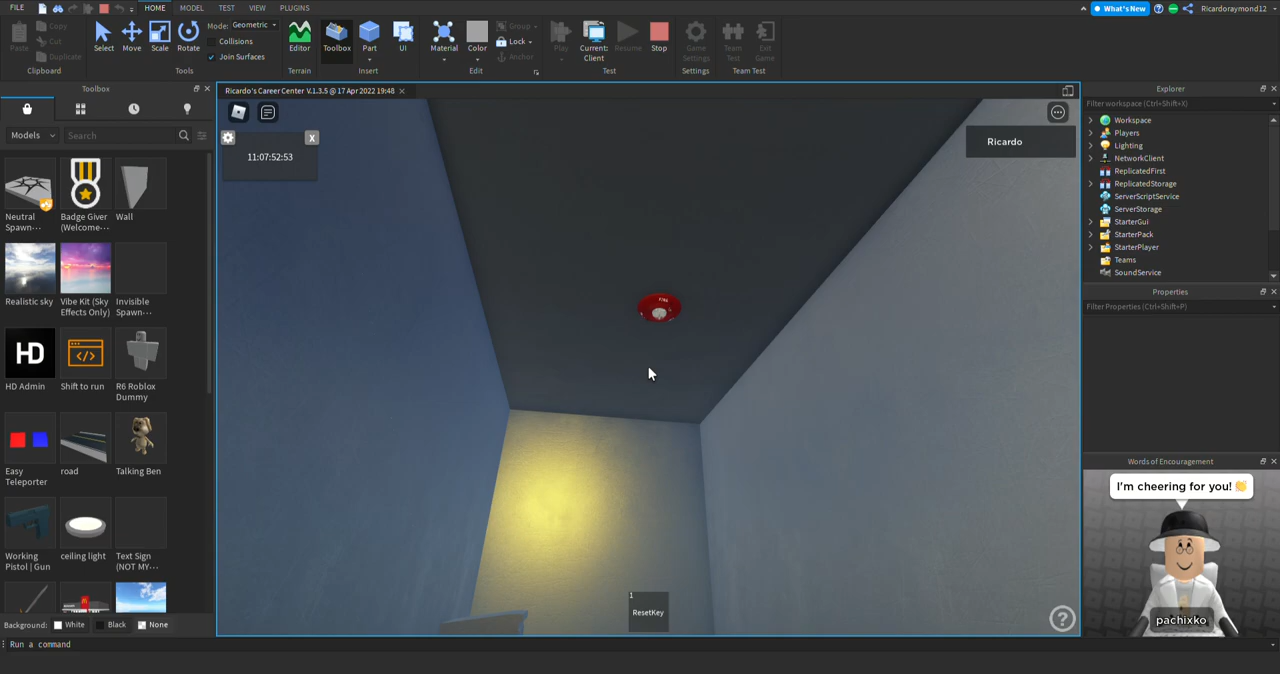 FILE
HOME
MODEL
TEST
VIEW
PLUGINS
What's New
Ricardoraymond12
Paste
Copy
Cut
Duplicate
Clipboard
Select
Move
Scale
Rotate
Mode: Geometric
Collisions
Join Surfaces
Tools
Editor
Terrain
Toolbox
Part
UI
Insert
Material
Color
Group
Lock
Anchor
Edit
Play
Current:
Client
Resume
Stop
Test
Game
Settings
Settings
Team
Test
Exit
Game
Team Test
Toolbox
Models
Search
Neutral
Spawn···
Badge Giver
(Welcome···
Wall
Realistic sky
Vibe Kit (Sky
Effects Only)
Invisible
Spawn···
HD
HD Admin
Shift to run
R6 Roblox
Dummy
Easy
Teleporter
road
Talking Ben
Working
Pistol | Gun
ceiling light
Text Sign
(NOT MY···
Background:
White
Black
None
Run a command
Ricardo's Career Center V.1.3.5 @ 17 Apr 2022 19:48
X
11:07:52:53
Ricardo
FIRE
1
ResetKey
?
Explorer
Filter workspace (Ctrl+Shift+X)
Workspace
Players
Lighting
NetworkClient
ReplicatedFirst
ReplicatedStorage
ServerScriptService
ServerStorage
StarterGui
StarterPack
StarterPlayer
Teams
SoundService
Properties
Filter Properties (Ctrl+Shift+P)
Words of Encouragement
I'm cheering for you! 👏
pachixko